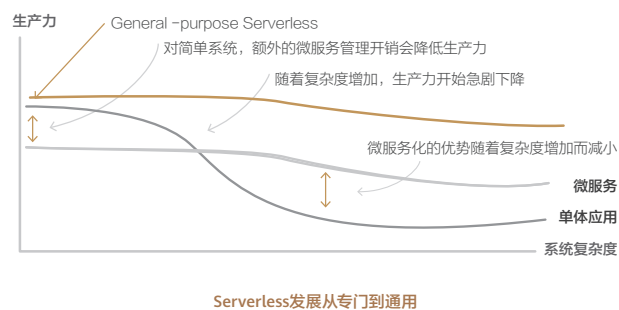 生产力
General -purpose Serverless
对简单系统，额外的微服务管理开销会降低生产力
随着复杂度增加，生产力开始急剧下降
微服务化的优势随着复杂度增加而减小
微服务
单体应用
系统复杂度
Serverless发展从专门到通用